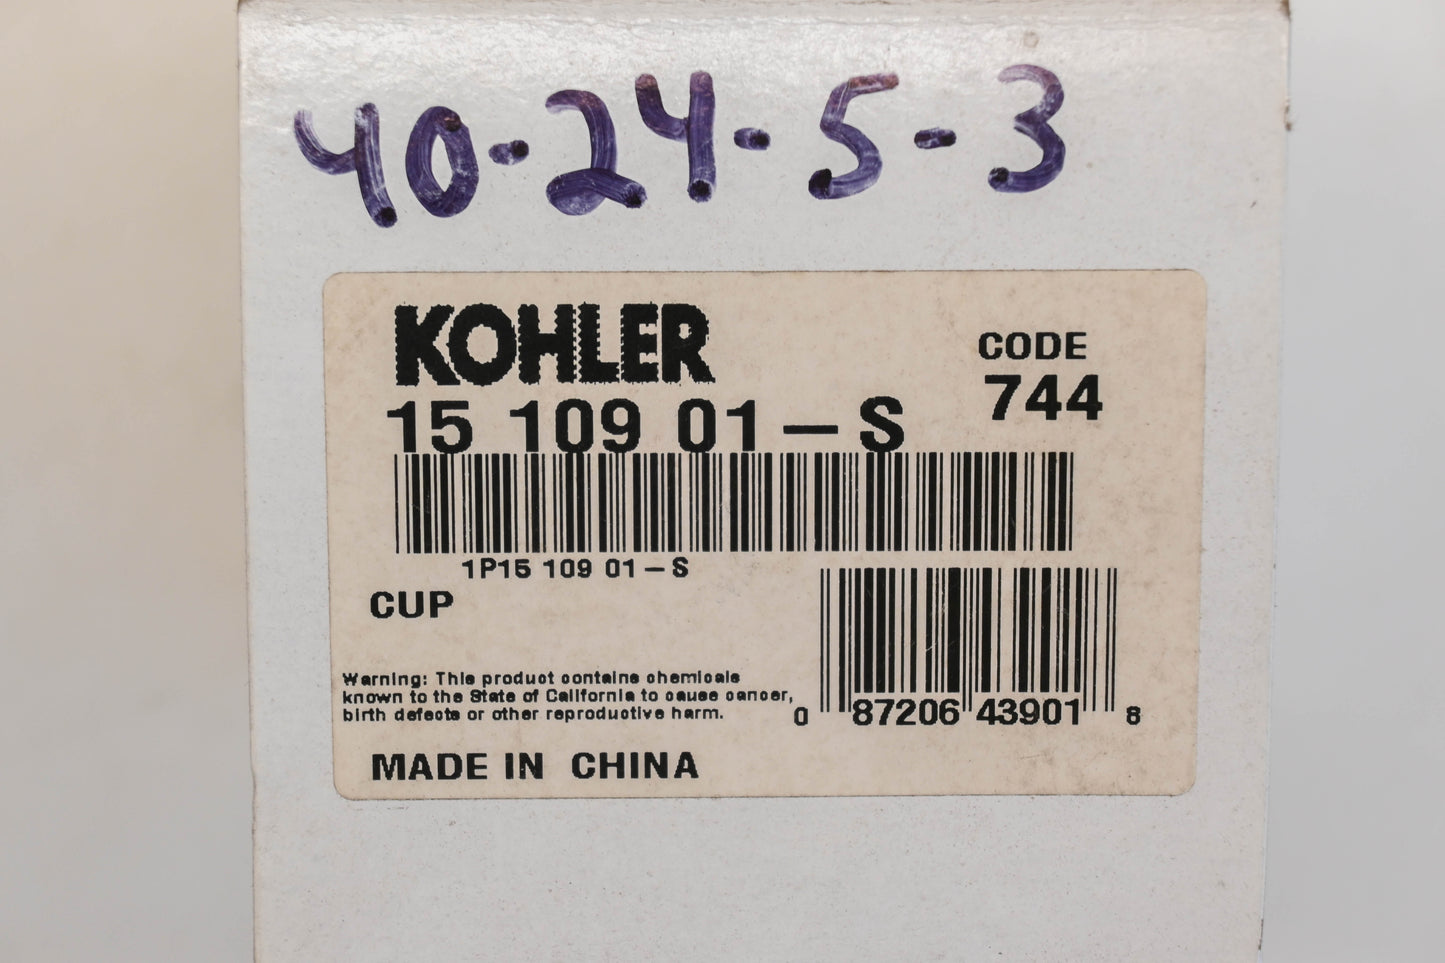 40-24-5-3
KOHLER
CODE
744
15 109 01-S
1P15 109 01-S
CUP
Warning: This product contains chemicals
known to the State of California to cause cancer,
birth defects or other reproductive harm.
0 87206 43901 8
MADE IN CHINA